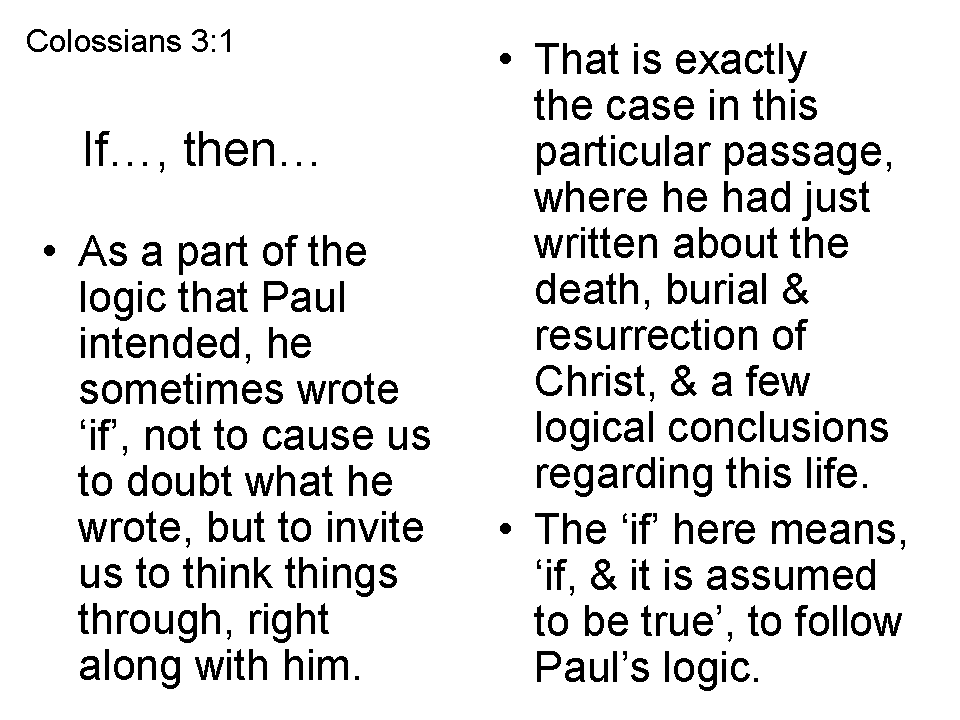 Colossians 3:1
If…, then…
• As a part of the
logic that Paul
intended, he
sometimes wrote
‘if’, not to cause us
to doubt what he
wrote, but to invite
us to think things
through, right
along with him.
• That is exactly
the case in this
particular passage,
where he had just
written about the
death, burial &
resurrection of
Christ, & a few
logical conclusions
regarding this life.
• The ‘if’ here means,
‘if, & it is assumed
to be true’, to follow
Paul’s logic.